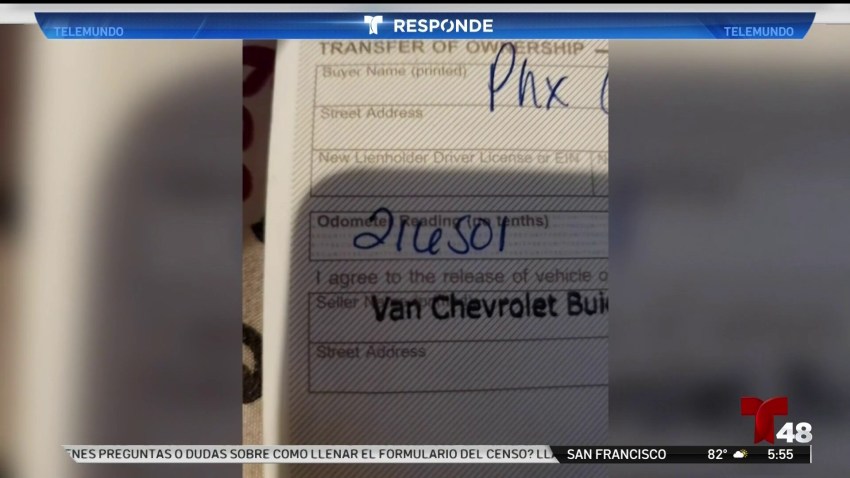 TELEMUNDO
RESPONDE
TELEMUNDO
TRANSFER OF OWNERSHIP
Buyer Name (printed)
Phx
Street Address
New Lienholder Driver License or EIN
Odometer Reading (no tenths)
216501
I agree to the release of vehicle o
Seller
Van Chevrolet Bui
Street Address
48
ENES PREGUNTAS O DUDAS SOBRE COMO LLENAR EL FORMULARIO DEL CENSO? LL
SAN FRANCISCO 82° 5:55